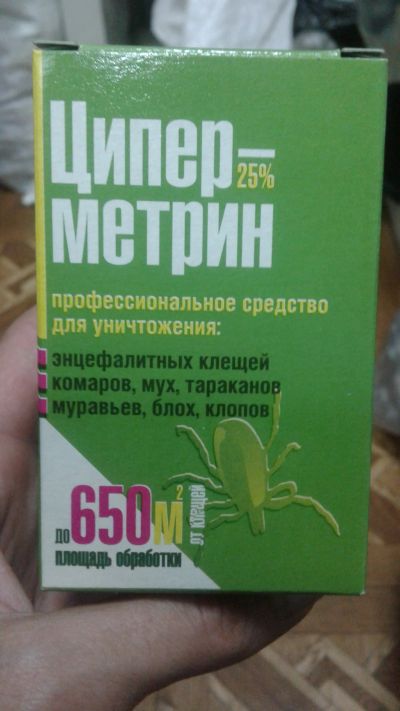 Ципер-
25%
метрин
профессиональное средство
для уничтожения:
энцефалитных клещей
комаров, мух, тараканов
муравьев, блох, клопов
до 650 м²
от клещей
площадь обработки